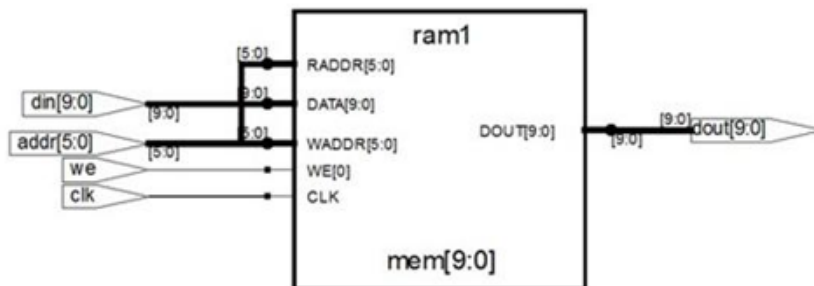 ram1
[5:0]
RADDR[5:0]
din[9:0]
[9:0]
[9:0]
DATA[9:0]
addr[5:0]
[5:0]
[5:0]
WADDR[5:0]
DOUT[9:0]
[9:0]
[9:0]
dout[9:0]
we
WE[0]
clk
CLK
mem[9:0]